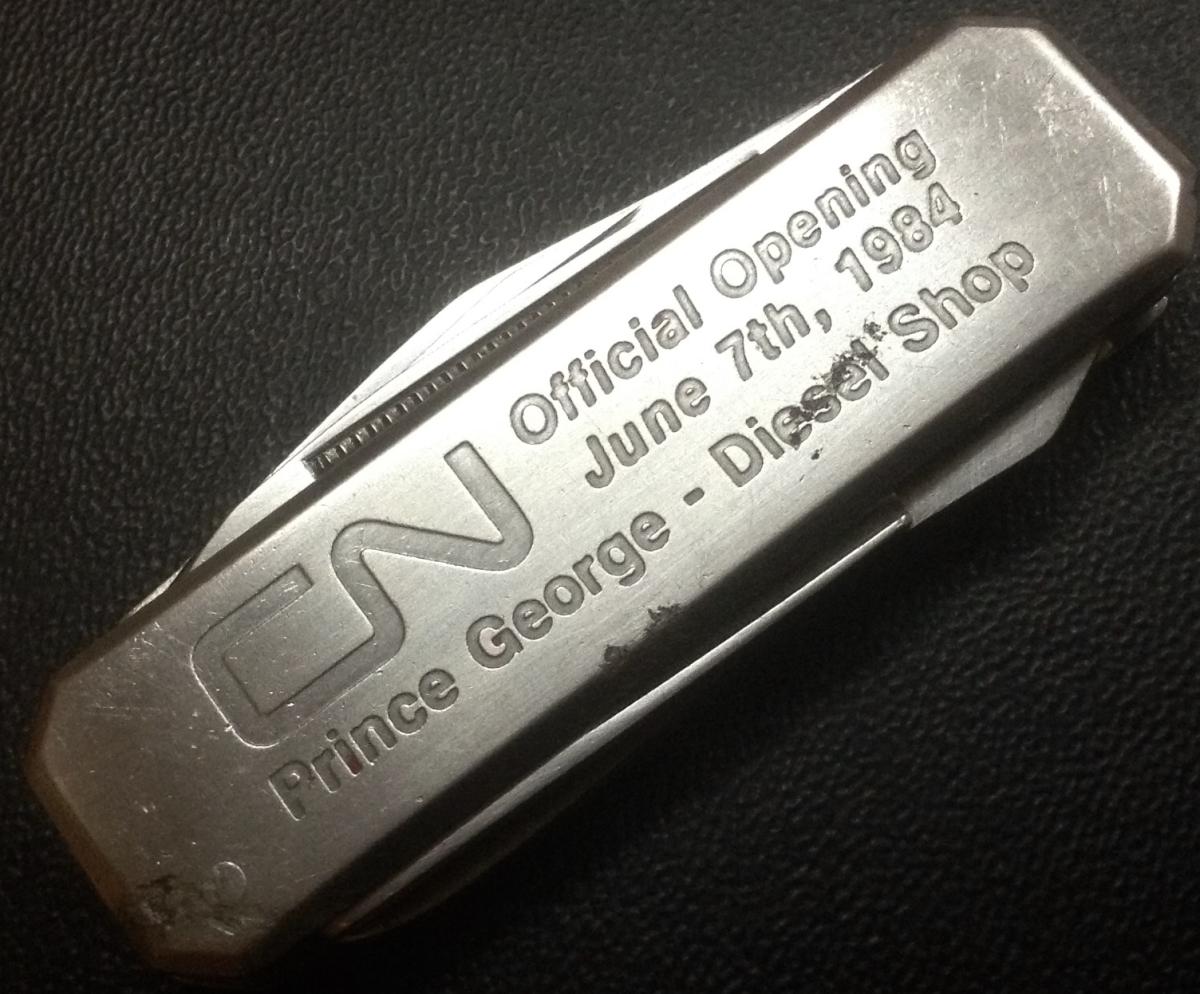 CN
Official Opening
June 7th, 1984
Prince George - Diesel Shop